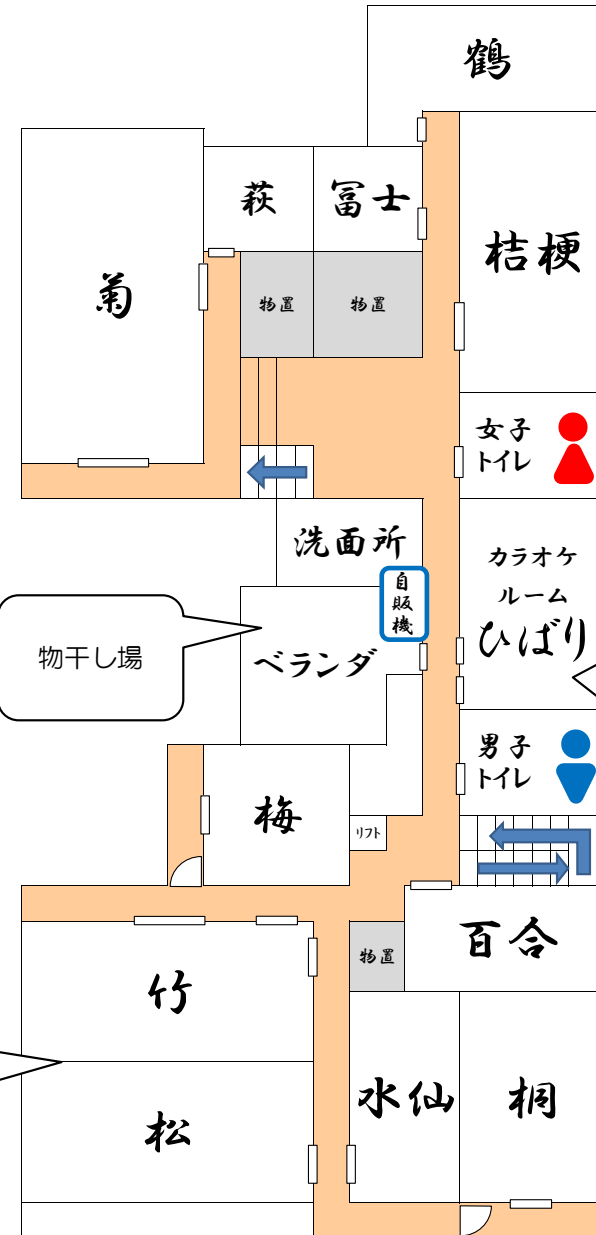 鶴
萩
冨士
桔梗
菊
物置
物置
女子
トイレ
洗面所
カラオケ
ルーム
ひばり
自
販
機
物干し場
ベランダ
男子
トイレ
梅
リフト
百合
物置
竹
水仙
桐
松